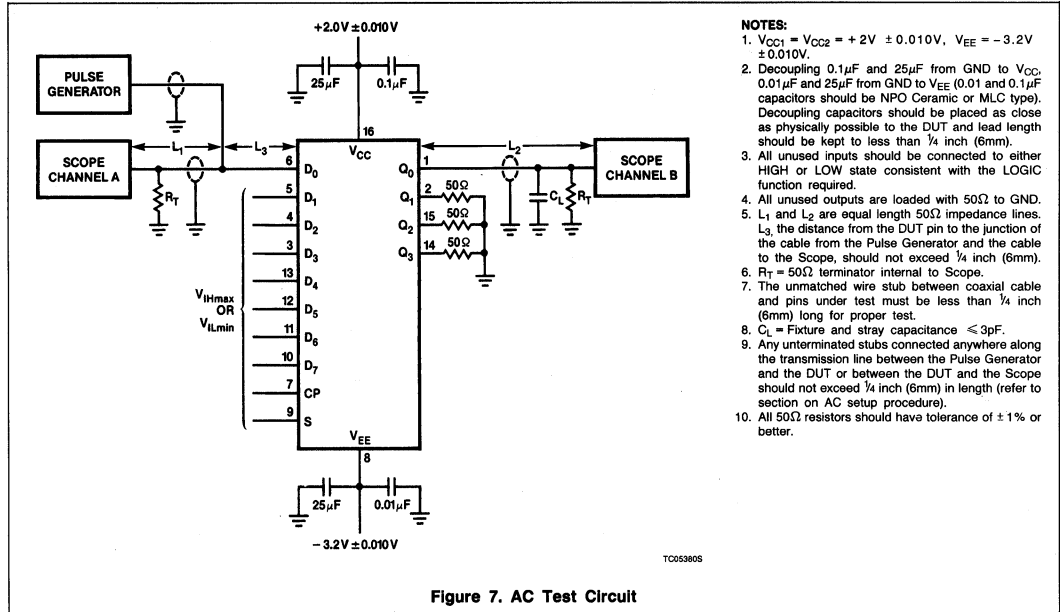 +2.0V ±0.010V
25μF
0.1μF
PULSE
GENERATOR
SCOPE
CHANNEL A
L₁
L₃
R_T
16
V_CC
6 D₀
5 D₁
4 D₂
3 D₃
13 D₄
12 D₅
11 D₆
10 D₇
7 CP
9 S
V_IHmax
OR
V_ILmin
Q₀ 1
Q₁ 2 50Ω
Q₂ 15 50Ω
Q₃ 14 50Ω
L₂
C_L
R_T
SCOPE
CHANNEL B
V_EE
8
25μF
0.01μF
−3.2V ±0.010V
TC05380S
NOTES:
1. V_CC1 = V_CC2 = +2V ±0.010V, V_EE = −3.2V
±0.010V.
2. Decoupling 0.1μF and 25μF from GND to V_CC,
0.01μF and 25μF from GND to V_EE (0.01 and 0.1μF
capacitors should be NPO Ceramic or MLC type).
Decoupling capacitors should be placed as close
as physically possible to the DUT and lead length
should be kept to less than ¼ inch (6mm).
3. All unused inputs should be connected to either
HIGH or LOW state consistent with the LOGIC
function required.
4. All unused outputs are loaded with 50Ω to GND.
5. L₁ and L₂ are equal length 50Ω impedance lines.
L₃, the distance from the DUT pin to the junction of
the cable from the Pulse Generator and the cable
to the Scope, should not exceed ¼ inch (6mm).
6. R_T = 50Ω terminator internal to Scope.
7. The unmatched wire stub between coaxial cable
and pins under test must be less than ¼ inch
(6mm) long for proper test.
8. C_L = Fixture and stray capacitance ⩽ 3pF.
9. Any unterminated stubs connected anywhere along
the transmission line between the Pulse Generator
and the DUT or between the DUT and the Scope
should not exceed ¼ inch (6mm) in length (refer to
section on AC setup procedure).
10. All 50Ω resistors should have tolerance of ±1% or
better.
Figure 7. AC Test Circuit